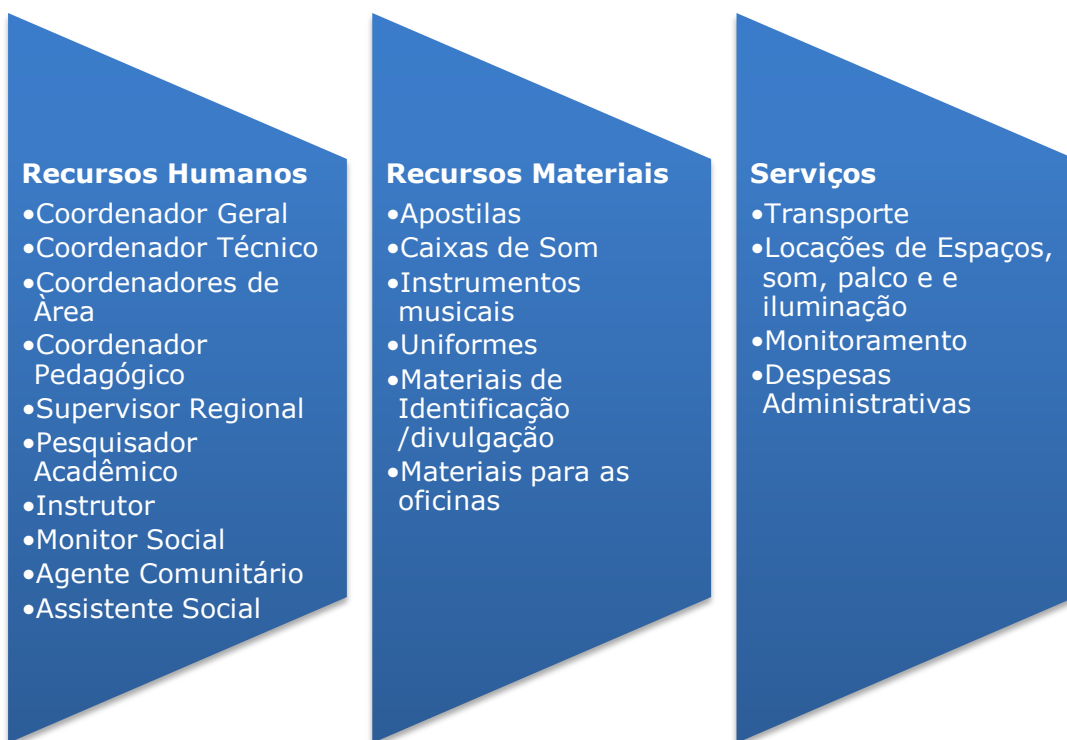 Recursos Humanos
•Coordenador Geral
•Coordenador Técnico
•Coordenadores de
Àrea
•Coordenador
Pedagógico
•Supervisor Regional
•Pesquisador
Acadêmico
•Instrutor
•Monitor Social
•Agente Comunitário
•Assistente Social
Recursos Materiais
•Apostilas
•Caixas de Som
•Instrumentos
musicais
•Uniformes
•Materiais de
Identificação
/divulgação
•Materiais para as
oficinas
Serviços
•Transporte
•Locações de Espaços,
som, palco e e
iluminação
•Monitoramento
•Despesas
Administrativas